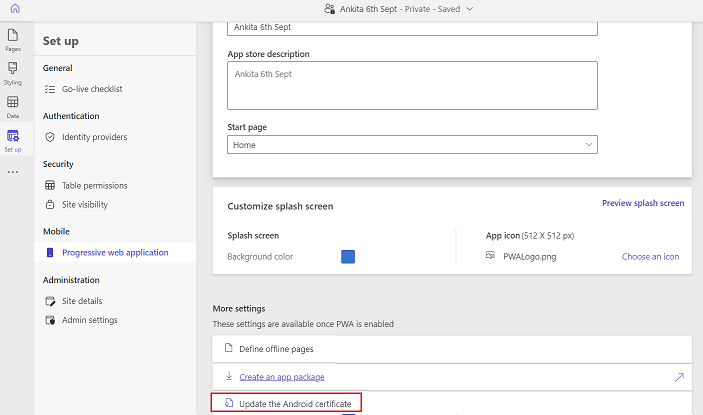 Ankita 6th Sept - Private - Saved
Pages
Styling
Data
Set up
Set up
General
Go-live checklist
Authentication
Identity providers
Security
Table permissions
Site visibility
Mobile
Progressive web application
Administration
Site details
Admin settings
Ankita 6th Sept
App store description
Ankita 6th Sept
Start page
Home
Customize splash screen
Preview splash screen
Splash screen
Background color
App icon (512 X 512 px)
PWALogo.png
Choose an icon
More settings
These settings are available once PWA is enabled
Define offline pages
Create an app package
Update the Android certificate